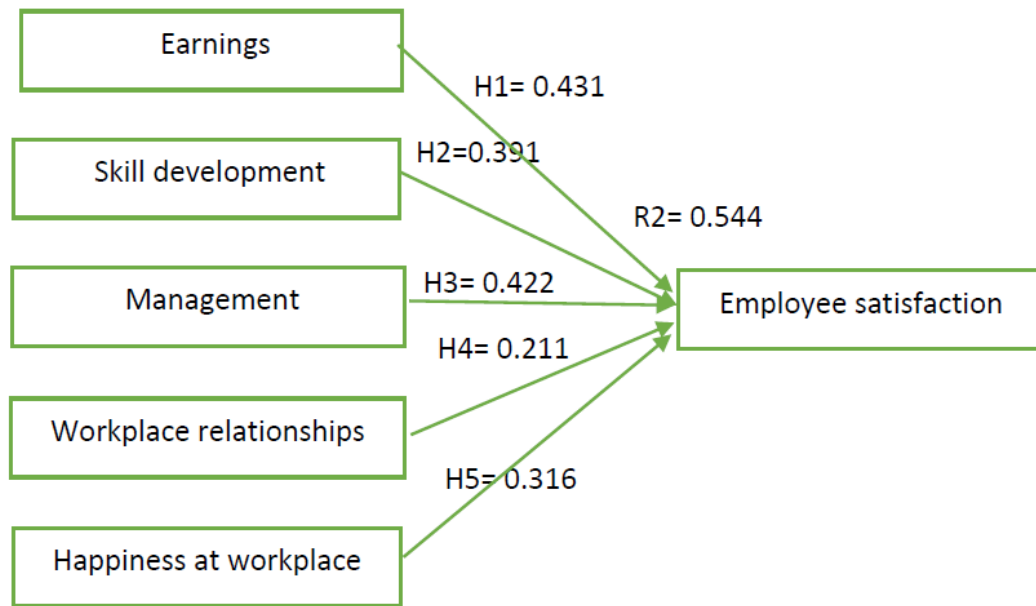 Earnings
H1= 0.431
Skill development
H2=0.391
R2= 0.544
Management
H3= 0.422
Employee satisfaction
H4= 0.211
Workplace relationships
H5= 0.316
Happiness at workplace